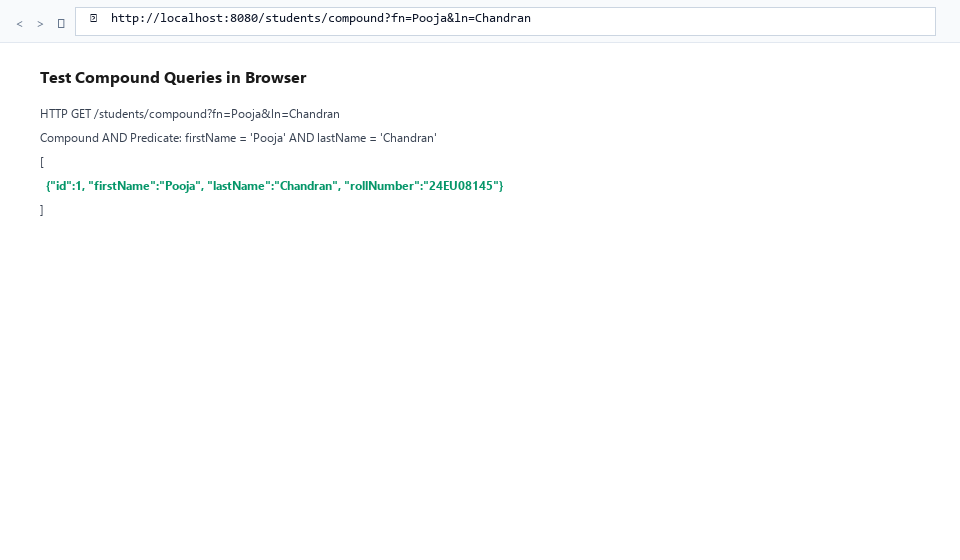 < >
http://localhost:8080/students/compound?fn=Pooja&ln=Chandran
Test Compound Queries in Browser
HTTP GET /students/compound?fn=Pooja&ln=Chandran
Compound AND Predicate: firstName = 'Pooja' AND lastName = 'Chandran'
[
{"id":1, "firstName":"Pooja", "lastName":"Chandran", "rollNumber":"24EU08145"}
]